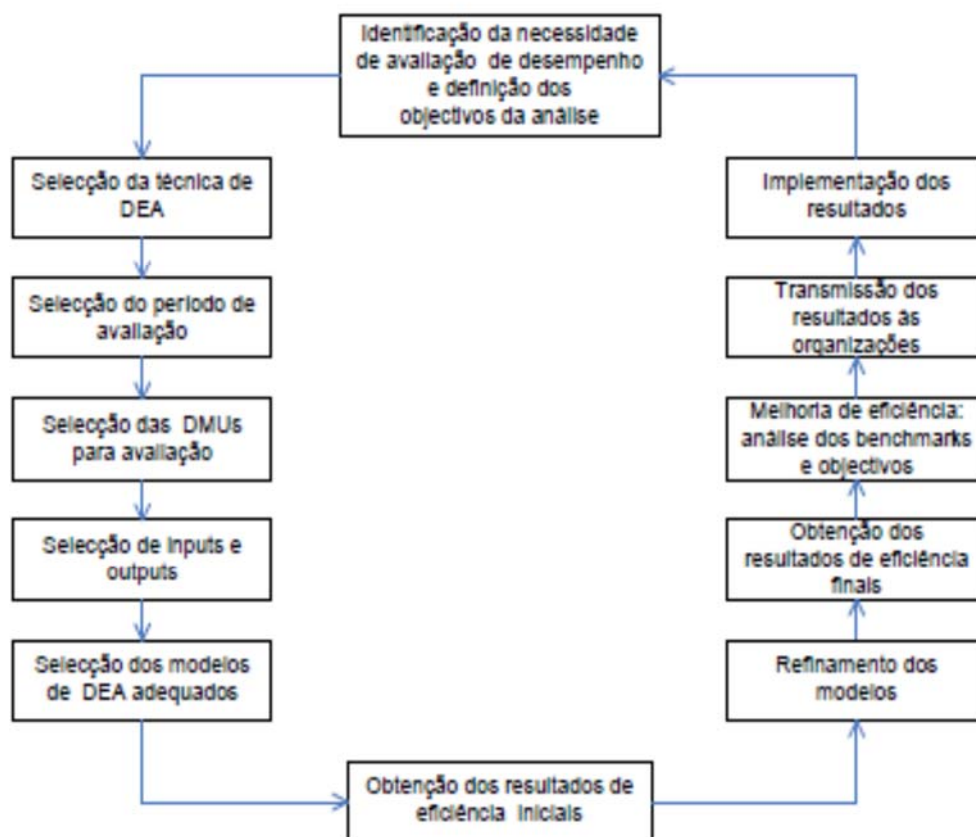 Identificação da necessidade
de avaliação de desempenho
e definição dos
objectivos da análise
Selecção da técnica de
DEA
Selecção do período de
avaliação
Selecção das DMUs
para avaliação
Selecção de inputs e
outputs
Selecção dos modelos
de DEA adequados
Obtenção dos resultados de
eficiência iniciais
Refinamento dos
modelos
Obtenção dos
resultados de eficiência
finais
Melhoria de eficiência:
análise dos benchmarks
e objectivos
Transmissão dos
resultados às
organizações
Implementação dos
resultados